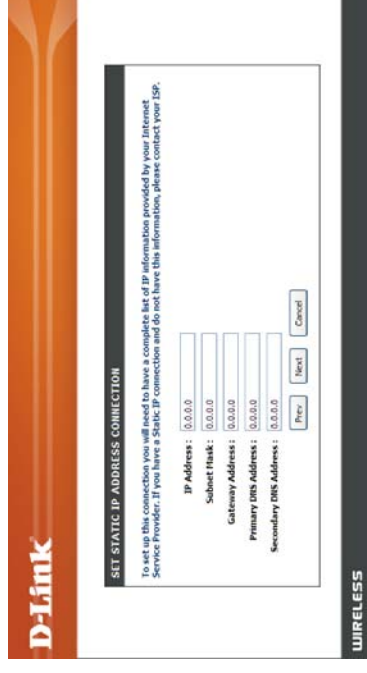 D-Link
SET STATIC IP ADDRESS CONNECTION
To set up this connection you will need to have a complete list of IP information provided by your Internet
Service Provider. If you have a Static IP connection and do not have this information, please contact your ISP.
IP Address : 0.0.0.0
Subnet Mask : 0.0.0.0
Gateway Address : 0.0.0.0
Primary DNS Address : 0.0.0.0
Secondary DNS Address : 0.0.0.0
Prev Next Cancel
WIRELESS